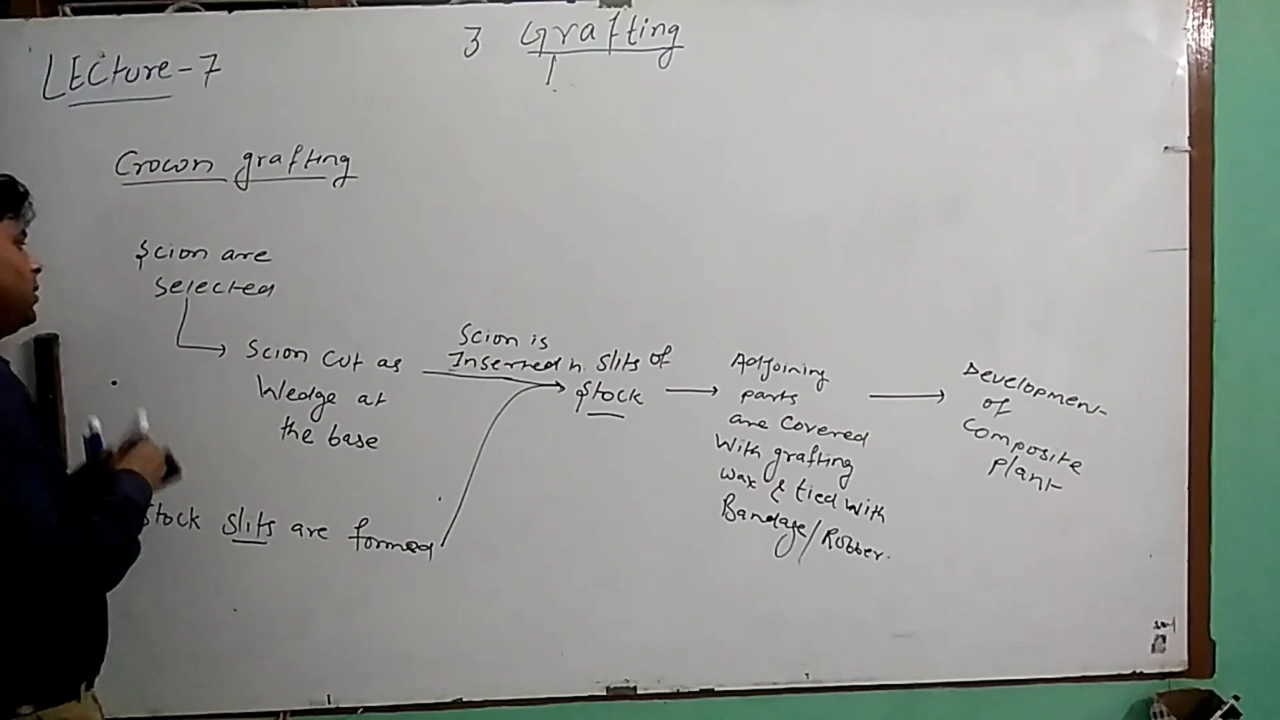 LECture-7
3 Grafting
Crown grafting
Scion are
selected
Scion cut as
Wedge at
the base
Scion is
Inserted in slits of
Stock
Stock slits are formed
Adjoining
parts
are Covered
With grafting
wax & tied with
Bandage/Rubber.
Development
of
Composite
plant